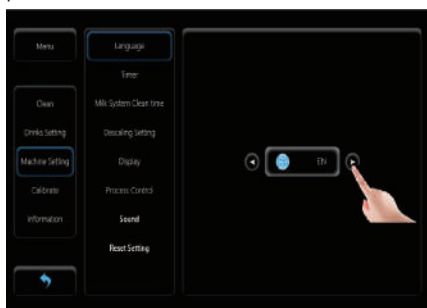 Menu
Clean
Drinks Setting
Machine Setting
Calibrate
Information
Language
Timer
Milk System Clean time
Descaling Setting
Display
Process Control
Sound
Reset Setting
EN